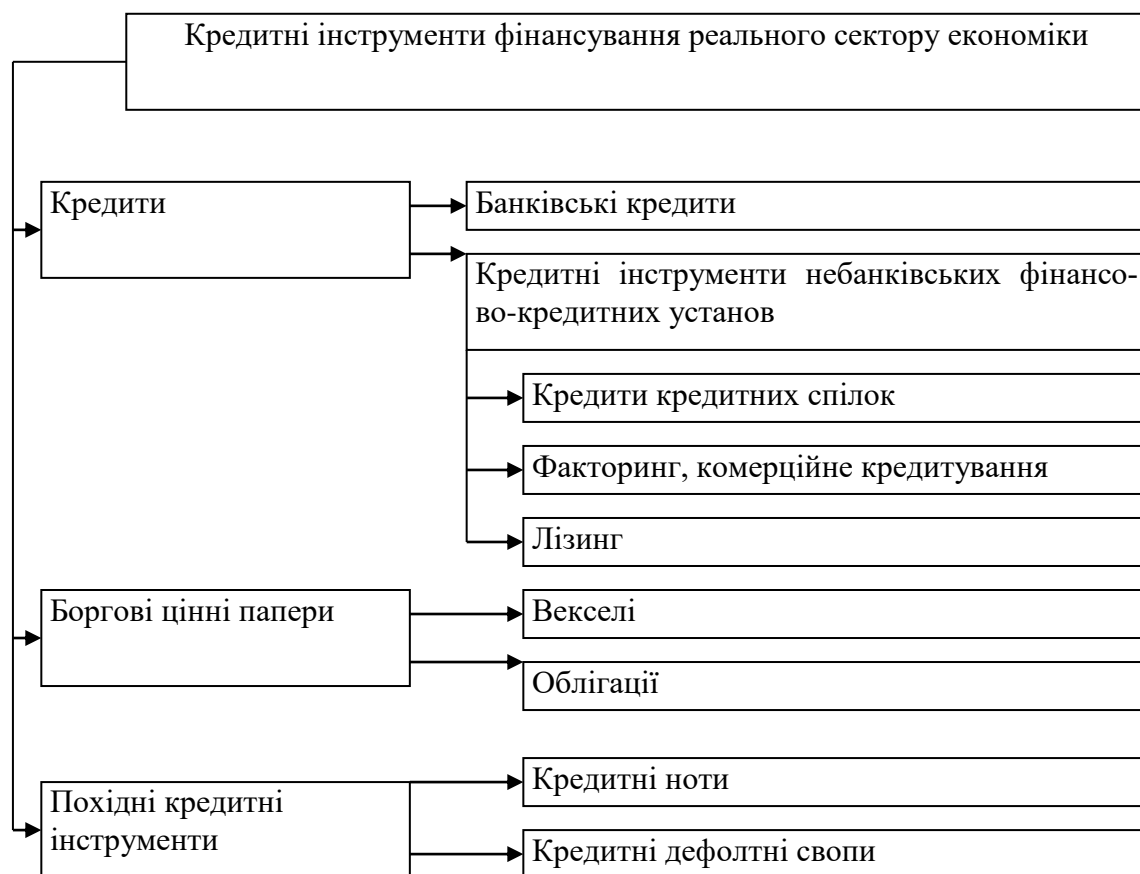 Кредитні інструменти фінансування реального сектору економіки
Кредити
Банківські кредити
Кредитні інструменти небанківських фінансо-
во-кредитних установ
Кредити кредитних спілок
Факторинг, комерційне кредитування
Лізинг
Боргові цінні папери
Векселі
Облігації
Похідні кредитні
інструменти
Кредитні ноти
Кредитні дефолтні свопи